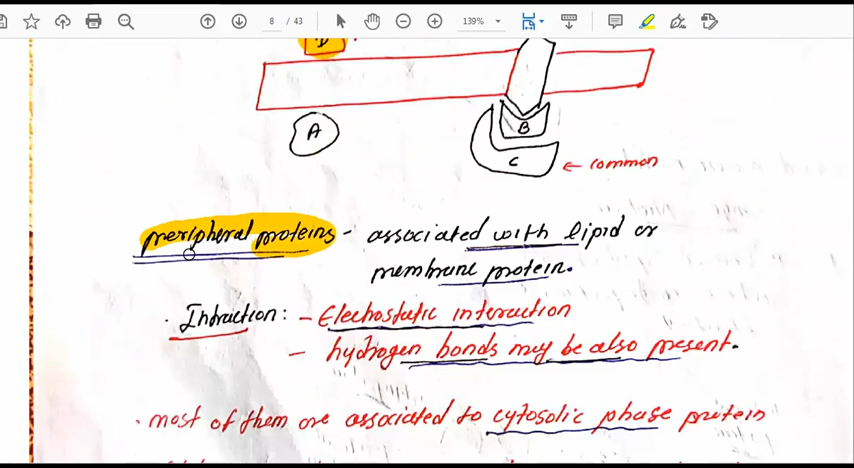 8 / 43
139%
D
A
B
C
← common
peripheral proteins - associated with lipid or
membrane protein.
· Intraction: - Electrostatic interaction
- hydrogen bonds may be also present.
· most of them are associated to cytosolic phase protein